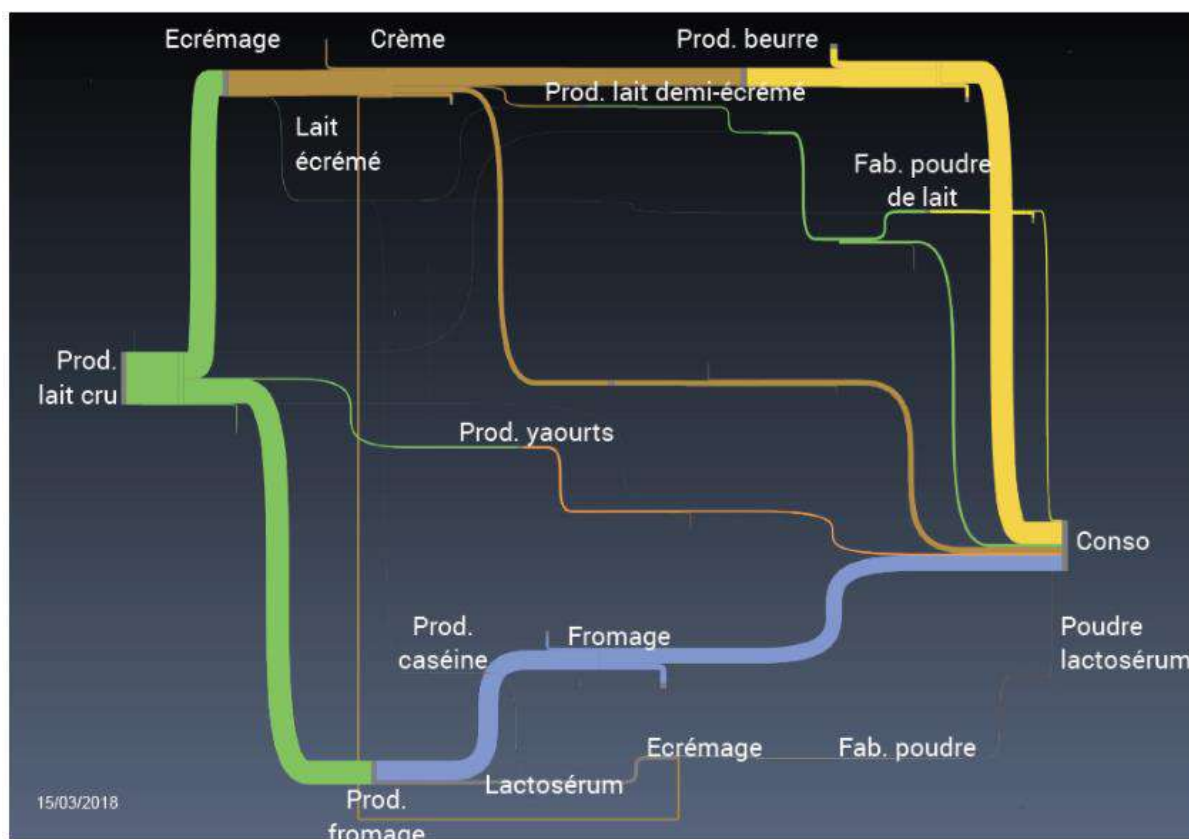 Ecrémage
Crème
Prod. beurre
Prod. lait demi-écrémé
Lait
écrémé
Fab. poudre
de lait
Prod.
lait cru
Prod. yaourts
Conso
Prod.
caséine
Fromage
Poudre
lactosérum
Ecrémage
Fab. poudre
Lactosérum
Prod.
fromage
15/03/2018